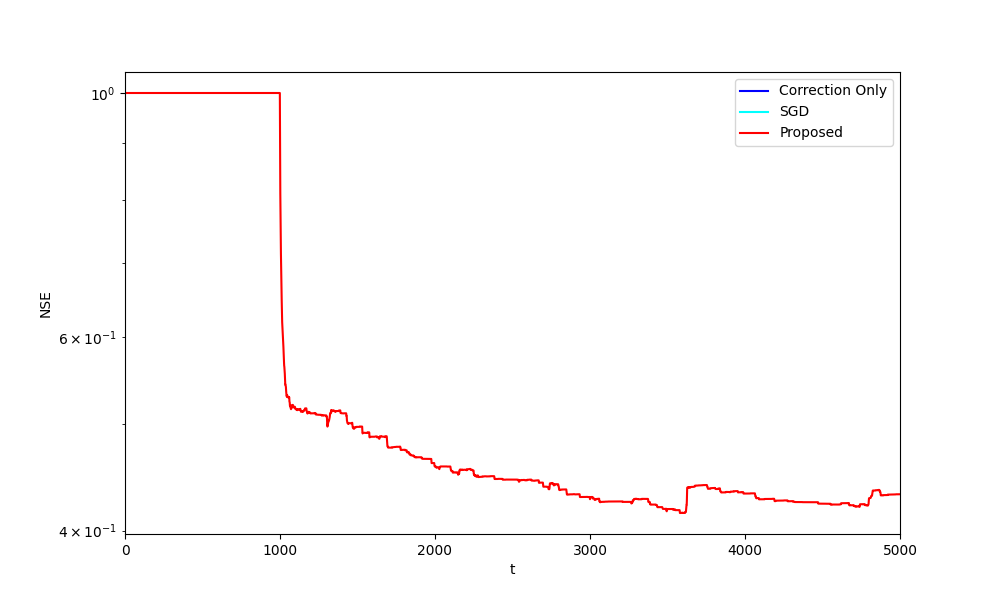 10⁰
6 × 10⁻¹
4 × 10⁻¹
NSE
0 1000 2000 3000 4000 5000
t
Correction Only
SGD
Proposed